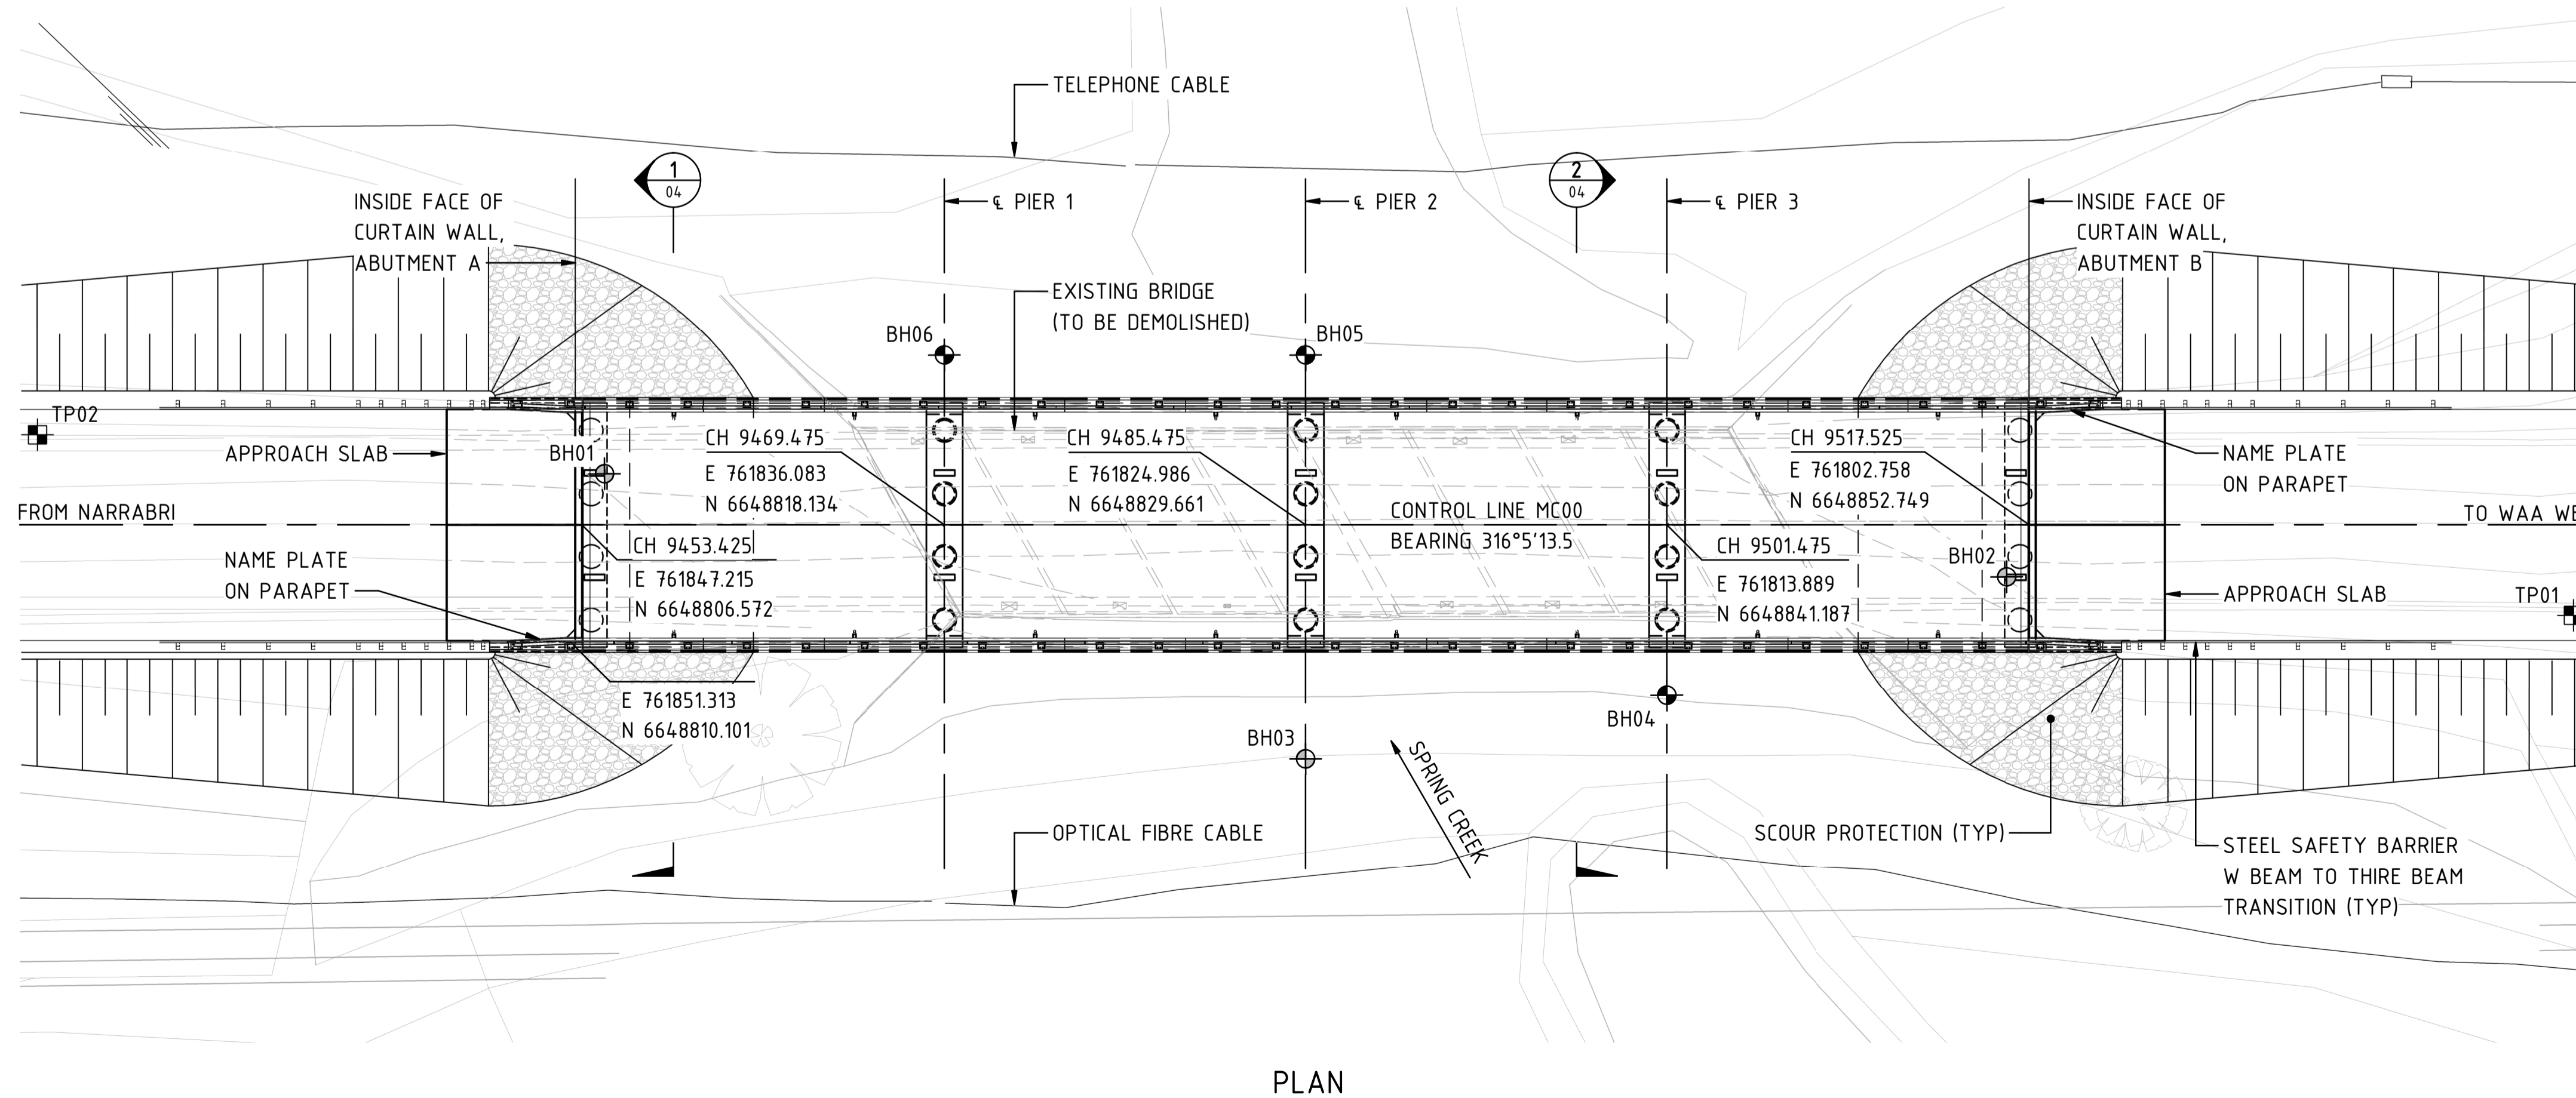 TELEPHONE CABLE
1
04
2
04
INSIDE FACE OF
CURTAIN WALL,
ABUTMENT A
℄ PIER 1
℄ PIER 2
℄ PIER 3
INSIDE FACE OF
CURTAIN WALL,
ABUTMENT B
EXISTING BRIDGE
(TO BE DEMOLISHED)
BH06
BH05
TP02
APPROACH SLAB
BH01
CH 9469.475
E 761836.083
N 6648818.134
CH 9485.475
E 761824.986
N 6648829.661
CH 9517.525
E 761802.758
N 6648852.749
NAME PLATE
ON PARAPET
FROM NARRABRI
CONTROL LINE MC00
BEARING 316°5'13.5
TO WAA WE
NAME PLATE
ON PARAPET
CH 9453.425
E 761847.215
N 6648806.572
CH 9501.475
E 761813.889
N 6648841.187
BH02
APPROACH SLAB
TP01
E 761851.313
N 6648810.101
BH04
BH03
SPRING CREEK
OPTICAL FIBRE CABLE
SCOUR PROTECTION (TYP)
STEEL SAFETY BARRIER
W BEAM TO THIRE BEAM
TRANSITION (TYP)
PLAN